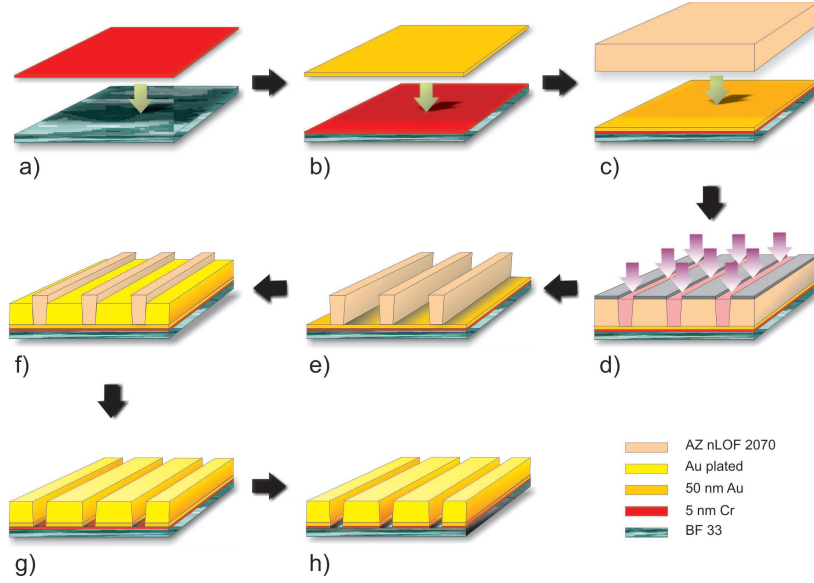 a)
b)
c)
f)
e)
d)
AZ nLOF 2070
Au plated
50 nm Au
5 nm Cr
BF 33
g)
h)